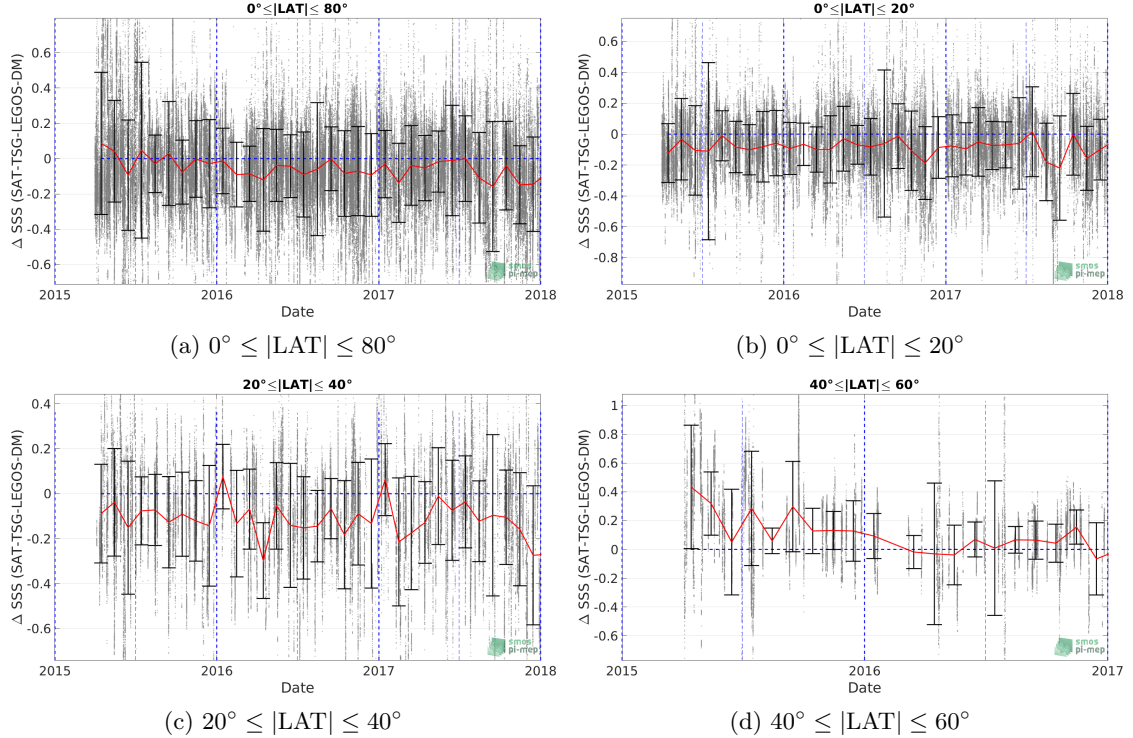 0°≤|LAT|≤ 80°
Δ SSS (SAT-TSG-LEGOS-DM)
0.6
0.4
0.2
0
-0.2
-0.4
-0.6
2015 2016 2017 2018
Date
smos
pi-mep
(a) 0° ≤ |LAT| ≤ 80°
0°≤|LAT|≤ 20°
Δ SSS (SAT-TSG-LEGOS-DM)
0.6
0.4
0.2
0
-0.2
-0.4
-0.6
-0.8
2015 2016 2017 2018
Date
smos
pi-mep
(b) 0° ≤ |LAT| ≤ 20°
20°≤|LAT|≤ 40°
Δ SSS (SAT-TSG-LEGOS-DM)
0.4
0.2
0
-0.2
-0.4
-0.6
2015 2016 2017 2018
Date
smos
pi-mep
(c) 20° ≤ |LAT| ≤ 40°
40°≤|LAT|≤ 60°
Δ SSS (SAT-TSG-LEGOS-DM)
1
0.8
0.6
0.4
0.2
0
-0.2
-0.4
-0.6
2015 2016 2017
Date
smos
pi-mep
(d) 40° ≤ |LAT| ≤ 60°